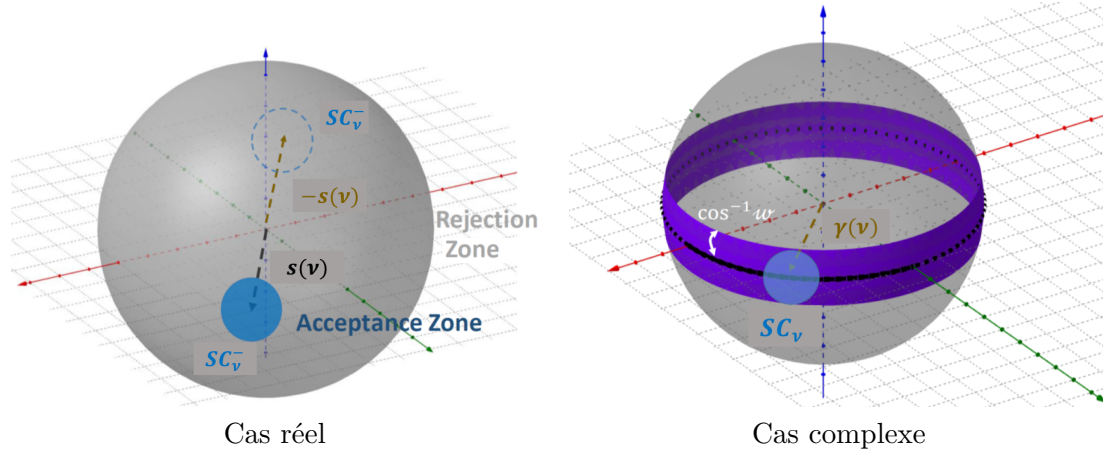 SC_ν^-
-s(ν)
Rejection
Zone
s(ν)
Acceptance Zone
SC_ν^-
cos^{-1} w
γ(ν)
SC_ν
Cas réel
Cas complexe